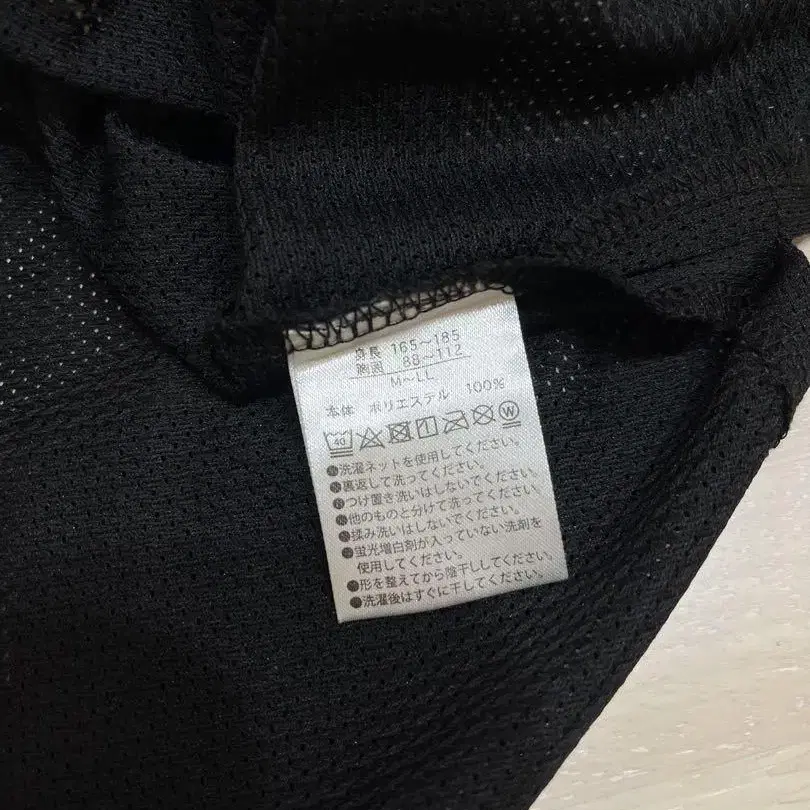 身長 165～185
胸囲 88～112
M～LL
本体 ポリエステル 100%
40 W
●洗濯ネットを使用してください。
●裏返して洗ってください。
●つけ置き洗いはしないでください。
●他のものと分けて洗ってください。
●揉み洗いはしないでください。
●蛍光増白剤が入っていない洗剤を
使用してください。
●形を整えてから陰干ししてください。
●洗濯後はすぐに干してください。